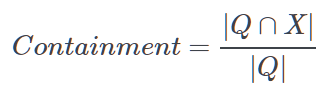 Containment = |Q ∩ X| / |Q|